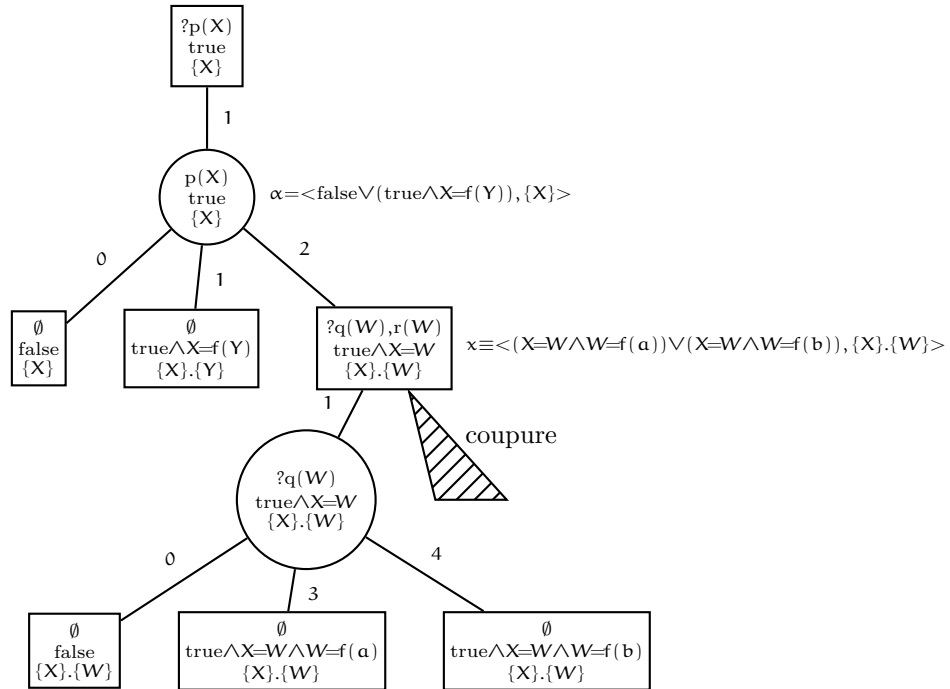 ?p(X)
true
{X}
1
p(X)
true
{X}
α=<false∨(true∧X=f(Y)),{X}>
0
1
2
∅
false
{X}
∅
true∧X=f(Y)
{X}.{Y}
?q(W),r(W)
true∧X=W
{X}.{W}
x≡<(X=W∧W=f(a))∨(X=W∧W=f(b)),{X}.{W}>
1
coupure
?q(W)
true∧X=W
{X}.{W}
0
3
4
∅
false
{X}.{W}
∅
true∧X=W∧W=f(a)
{X}.{W}
∅
true∧X=W∧W=f(b)
{X}.{W}